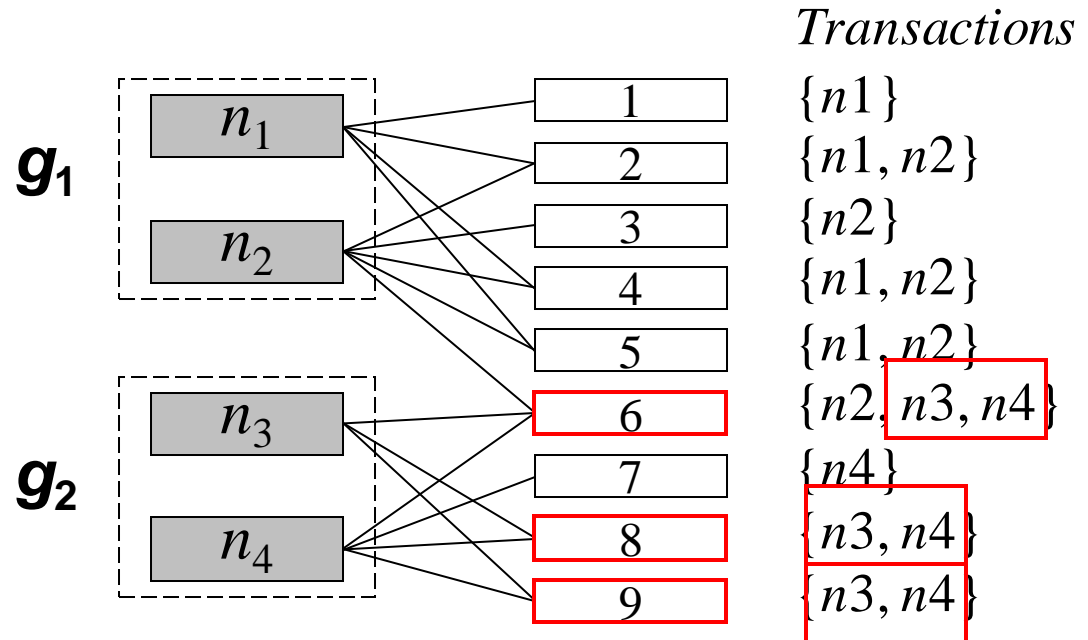 Transactions
n₁ 1 {n1}
g₁ 2 {n1, n2}
n₂ 3 {n2}
4 {n1, n2}
5 {n1, n2}
n₃ 6 {n2, n3, n4}
g₂ 7 {n4}
n₄ 8 {n3, n4}
9 {n3, n4}